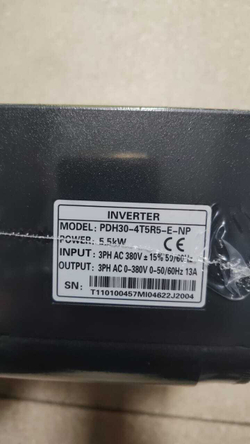 INVERTER
MODEL: PDH30-4T5R5-E-NP
POWER: 5.5kW CE
INPUT: 3PH AC 380V ± 15% 50/60Hz
OUTPUT: 3PH AC 0-380V 0-50/60Hz 13A
SN:
T110100457MI04622J2004